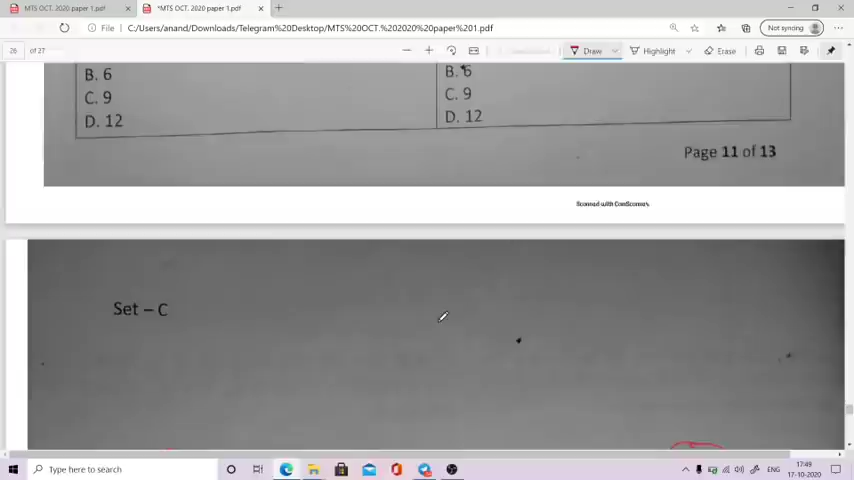 MTS OCT. 2020 paper 1.pdf
*MTS OCT. 2020 paper 1.pdf
File
C:/Users/anand/Downloads/Telegram%20Desktop/MTS%20OCT.%202020%20paper%201.pdf
Not syncing
26 of 27
Draw
Highlight
Erase
B. 6
C. 9
D. 12
B. 6
C. 9
D. 12
Page 11 of 13
Scanned with CamScanner
Set – C
Type here to search
ENG
17:49
17-10-2020